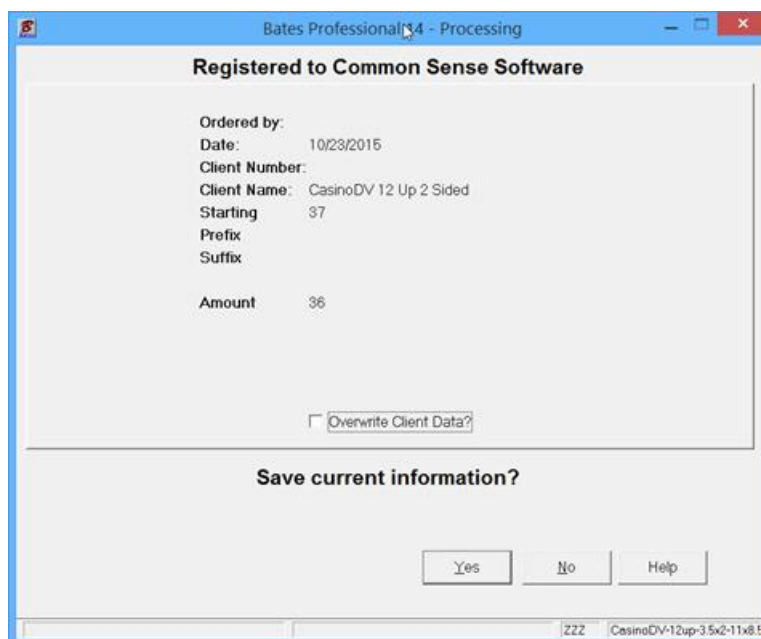 Bates Professional 14 - Processing
Registered to Common Sense Software
Ordered by:
Date: 10/23/2015
Client Number:
Client Name: CasinoDV 12 Up 2 Sided
Starting 37
Prefix
Suffix
Amount 36
Overwrite Client Data?
Save current information?
Yes No Help
ZZZ CasinoDV-12up-3.5x2-11x8.5